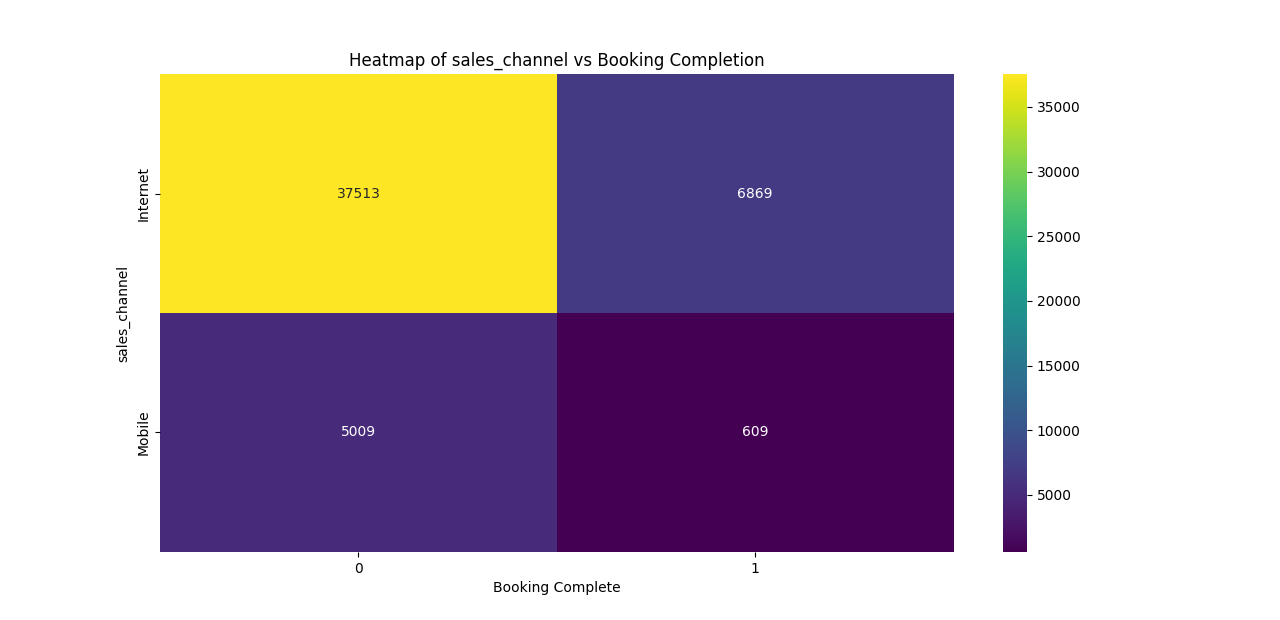 Heatmap of sales_channel vs Booking Completion
sales_channel
Internet
Mobile
37513
6869
5009
609
0
1
Booking Complete
35000
30000
25000
20000
15000
10000
5000